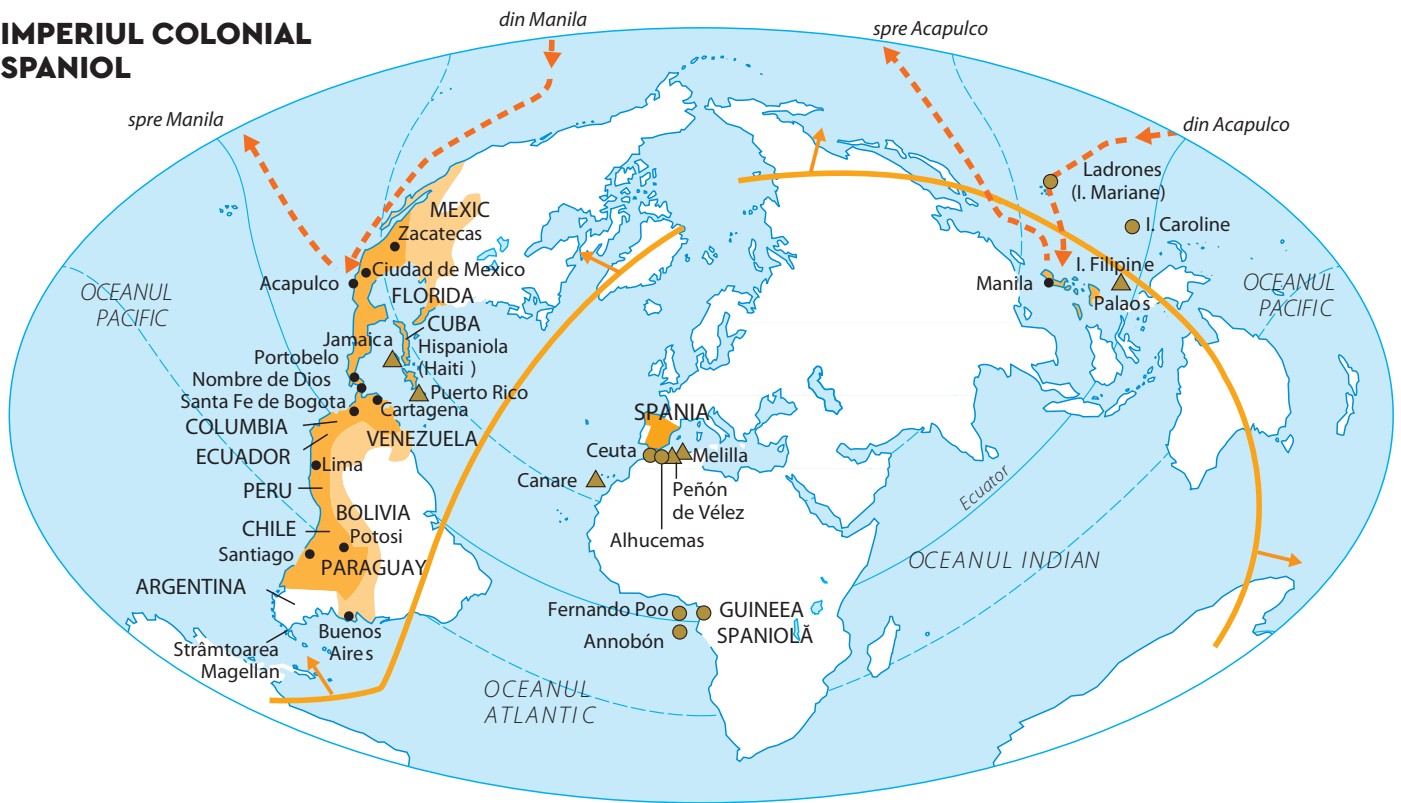 IMPERIUL COLONIAL
SPANIOL
din Manila
spre Acapulco
spre Manila
din Acapulco
Ladrones
(I. Mariane)
I. Caroline
I. Filipine
Manila
Palaos
OCEANUL
PACIFIC
OCEANUL
PACIFIC
MEXIC
Zacatecas
Ciudad de Mexico
Acapulco
FLORIDA
CUBA
Jamaica
Hispaniola
(Haiti )
Portobelo
Nombre de Dios
Puerto Rico
Santa Fe de Bogota
Cartagena
COLUMBIA
VENEZUELA
ECUADOR
Lima
PERU
BOLIVIA
CHILE
Potosi
Santiago
PARAGUAY
ARGENTINA
Buenos
Aires
Strâmtoarea
Magellan
SPANIA
Ceuta
Melilla
Canare
Peñón
de Vélez
Alhucemas
Ecuator
OCEANUL INDIAN
Fernando Poo
GUINEEA
SPANIOLĂ
Annobón
OCEANUL
ATLANTIC